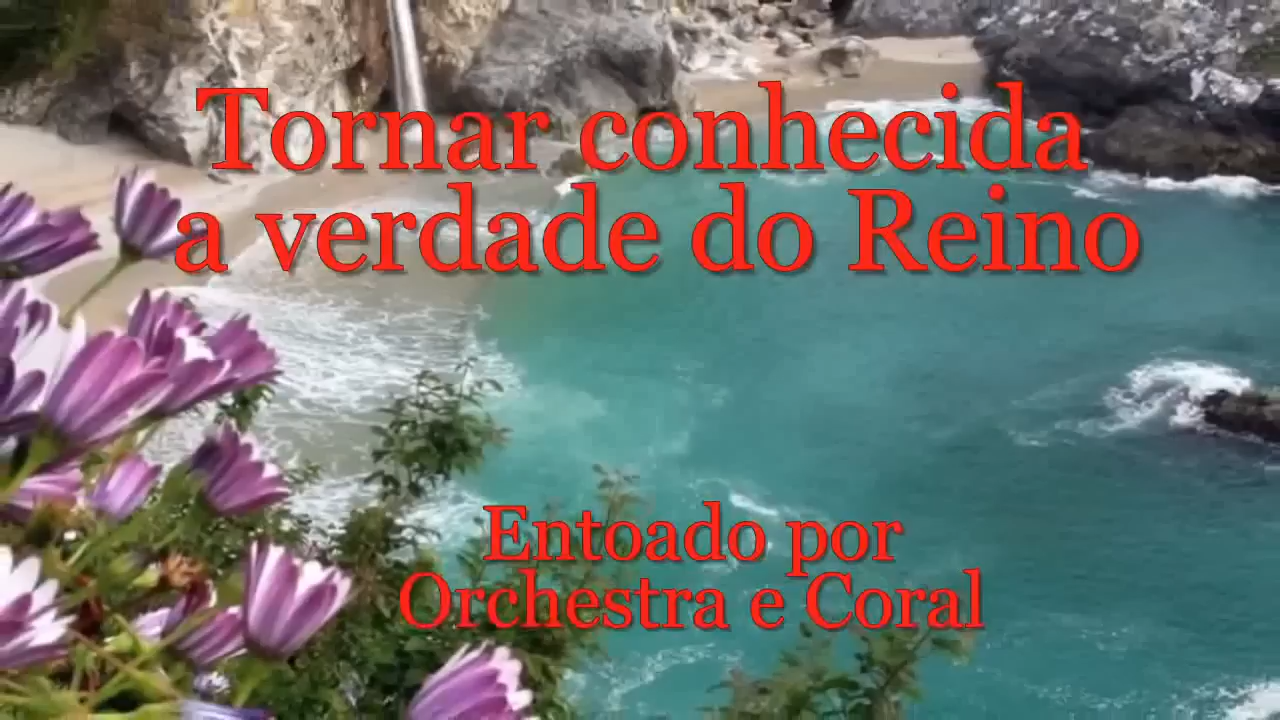 Tornar conhecida
a verdade do Reino
Entoado por
Orchestra e Coral